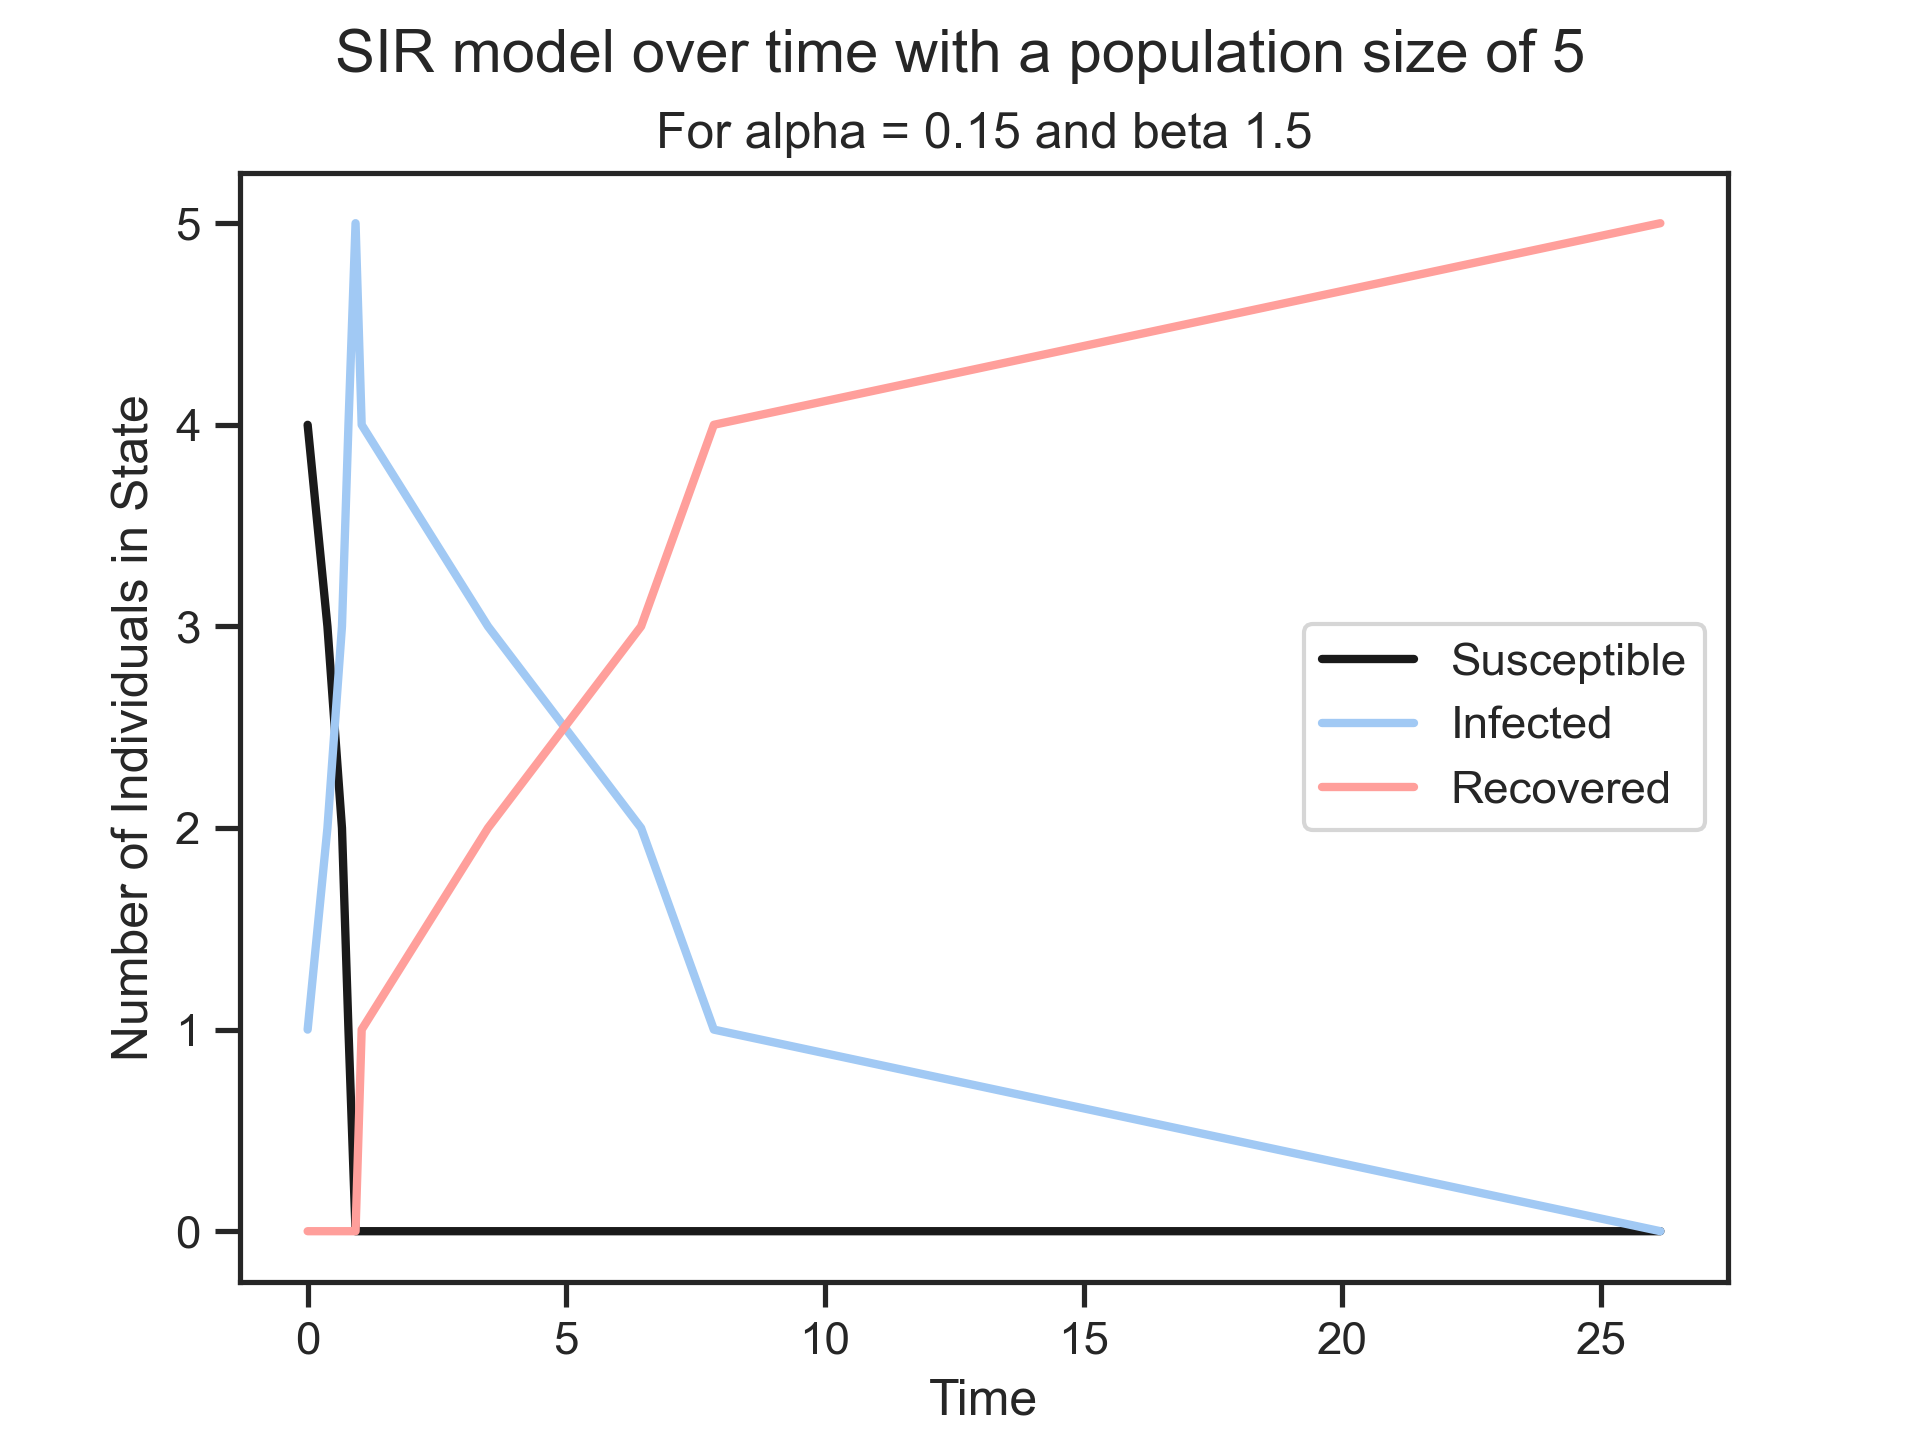 SIR model over time with a population size of 5
For alpha = 0.15 and beta 1.5
Number of Individuals in State
5
4
3
2
1
0
Susceptible
Infected
Recovered
0 5 10 15 20 25
Time